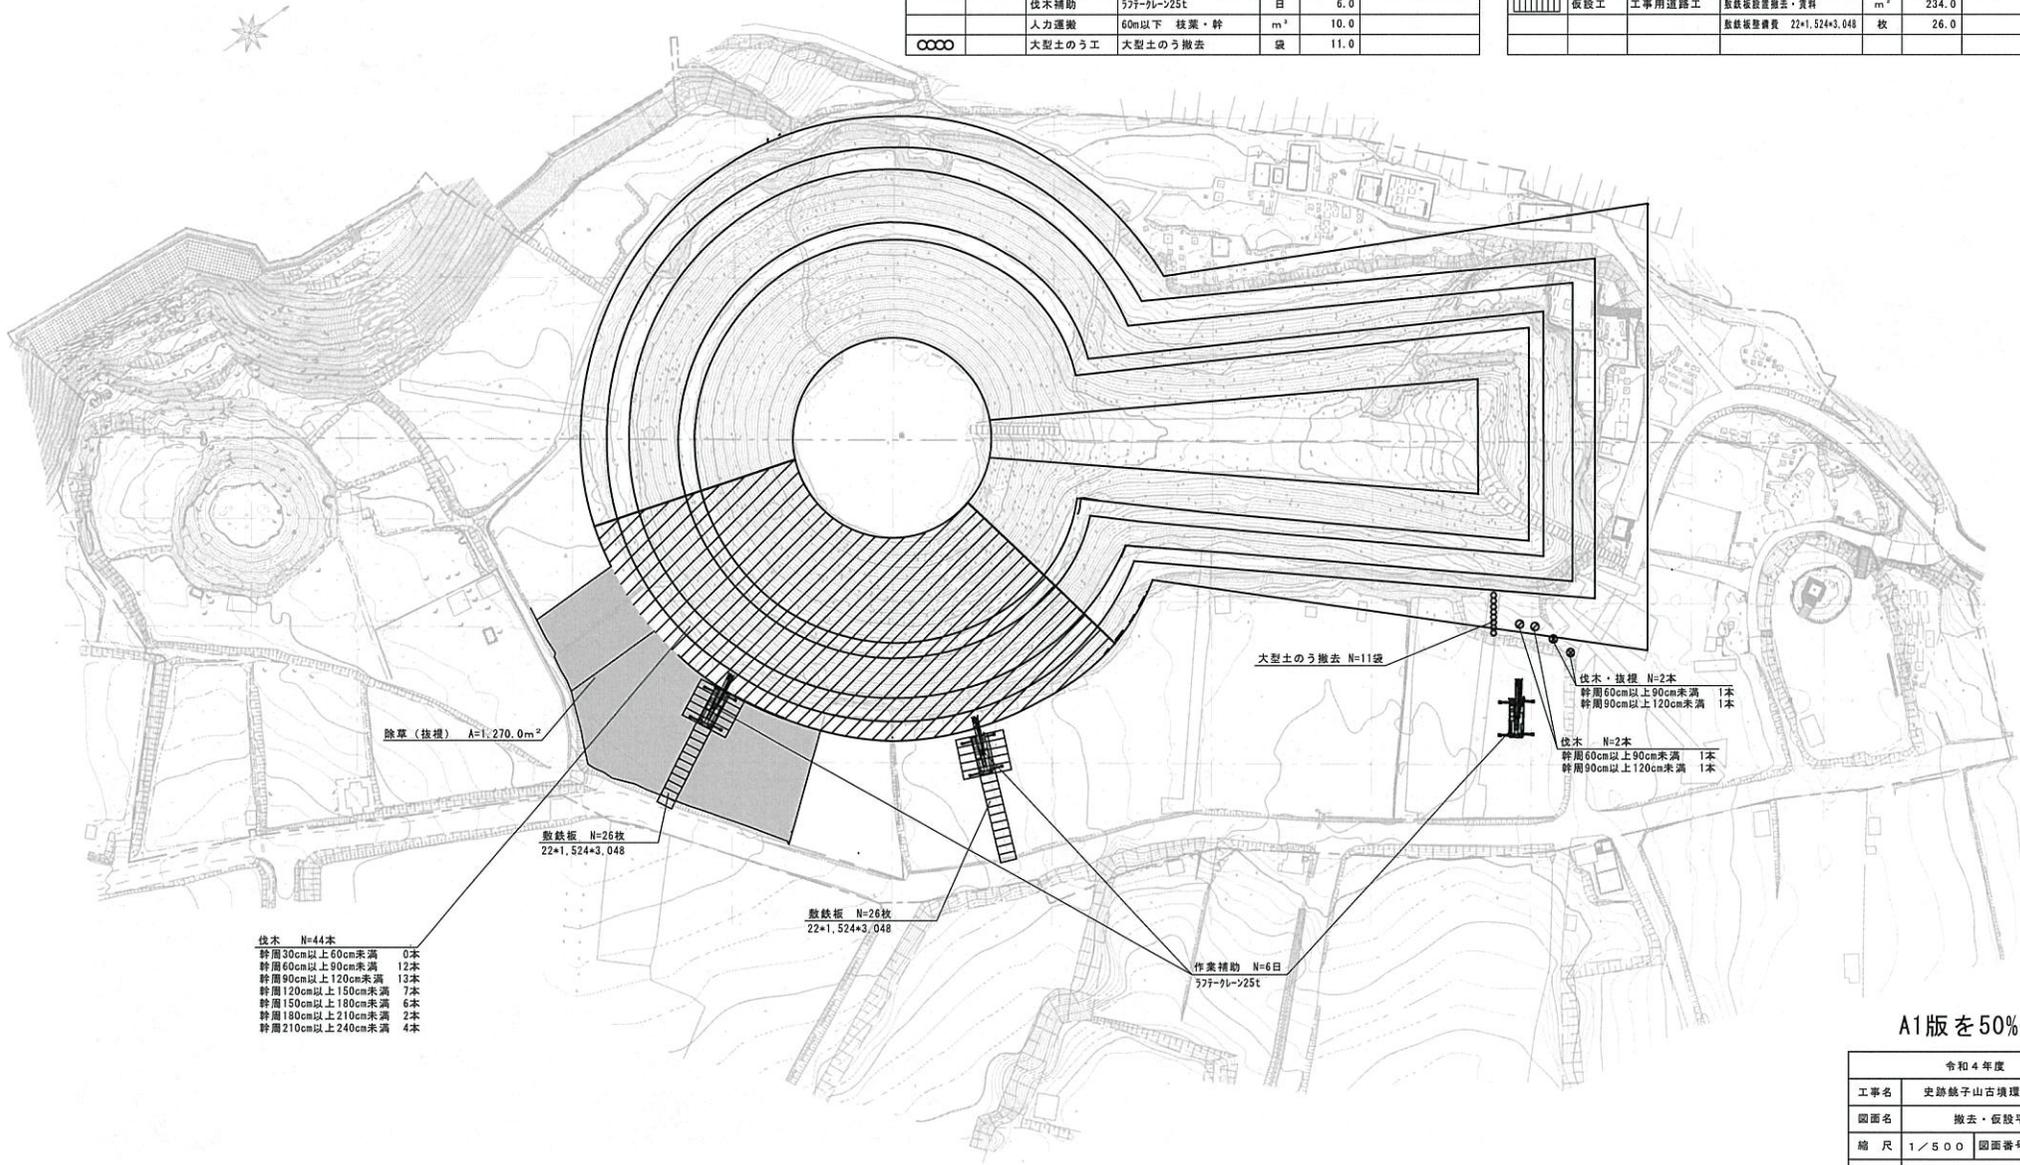 伐木補助 ラフテークレーン25t 日 6.0
人力運搬 60m以下 枝葉・幹 m³ 10.0
大型土のう工 大型土のう撤去 袋 11.0
仮設工 工事用道路工 敷鉄板設置撤去・賃料 m² 234.0
敷鉄板整備費 22*1,524*3,048 枚 26.0
大型土のう撤去 N=11袋
伐木・抜根 N=2本
幹周60cm以上90cm未満 1本
幹周90cm以上120cm未満 1本
伐木 N=2本
幹周60cm以上90cm未満 1本
幹周90cm以上120cm未満 1本
除草(抜根) A=1,270.0m²
敷鉄板 N=26枚
22*1,524*3,048
敷鉄板 N=26枚
22*1,524*3,048
作業補助 N=6日
ラフテークレーン25t
伐木 N=44本
幹周30cm以上60cm未満 0本
幹周60cm以上90cm未満 12本
幹周90cm以上120cm未満 13本
幹周120cm以上150cm未満 7本
幹周150cm以上180cm未満 6本
幹周180cm以上210cm未満 2本
幹周210cm以上240cm未満 4本
A1版を50%
令和4年度
工事名 史跡銚子山古墳環
図面名 撤去・仮設平
縮 尺 1/500 図面番号